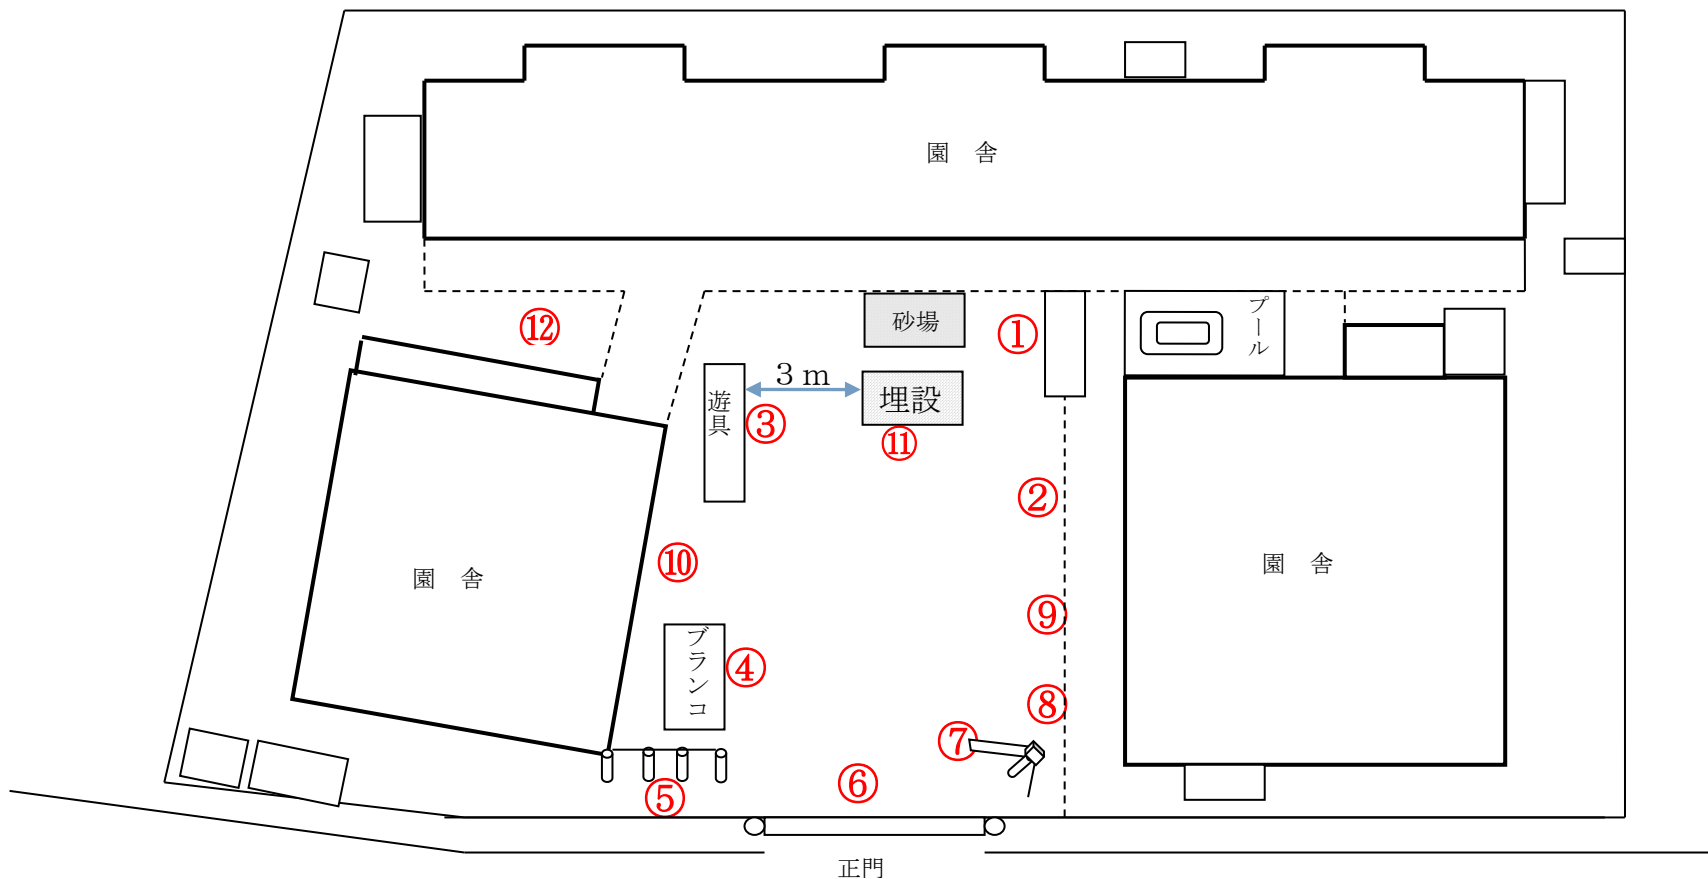 園　舎
⑫
砂場
①
プール
3ｍ
遊具
③
埋設
⑪
②
園　舎
⑩
園　舎
⑨
ブランコ
④
⑧
⑦
⑤
⑥
正門